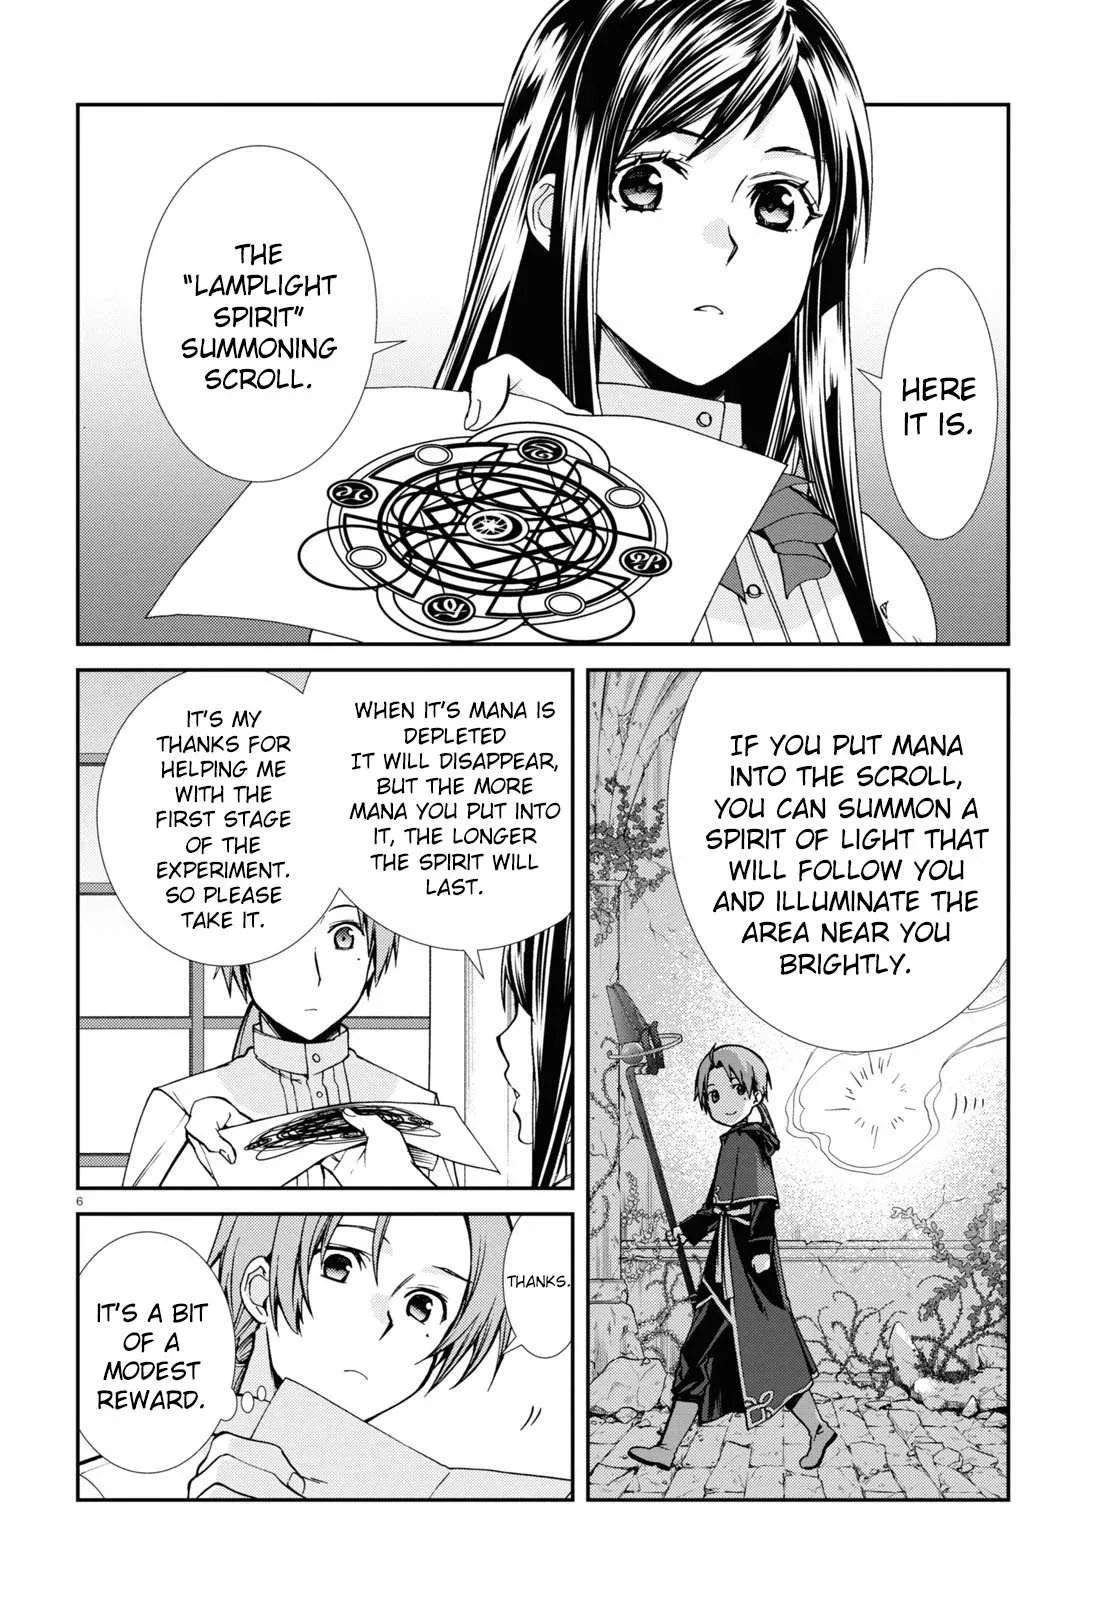 HERE
IT IS.
THE
"LAMPLIGHT
SPIRIT"
SUMMONING
SCROLL.
IF YOU PUT MANA
INTO THE SCROLL,
YOU CAN SUMMON A
SPIRIT OF LIGHT THAT
WILL FOLLOW YOU
AND ILLUMINATE THE
AREA NEAR YOU
BRIGHTLY.
WHEN IT'S MANA IS
DEPLETED
IT WILL DISAPPEAR,
BUT THE MORE
MANA YOU PUT INTO
IT, THE LONGER
THE SPIRIT WILL
LAST.
IT'S MY
THANKS FOR
HELPING ME
WITH THE
FIRST STAGE
OF THE
EXPERIMENT.
SO PLEASE
TAKE IT.
6
THANKS.
IT'S A BIT
OF A
MODEST
REWARD.